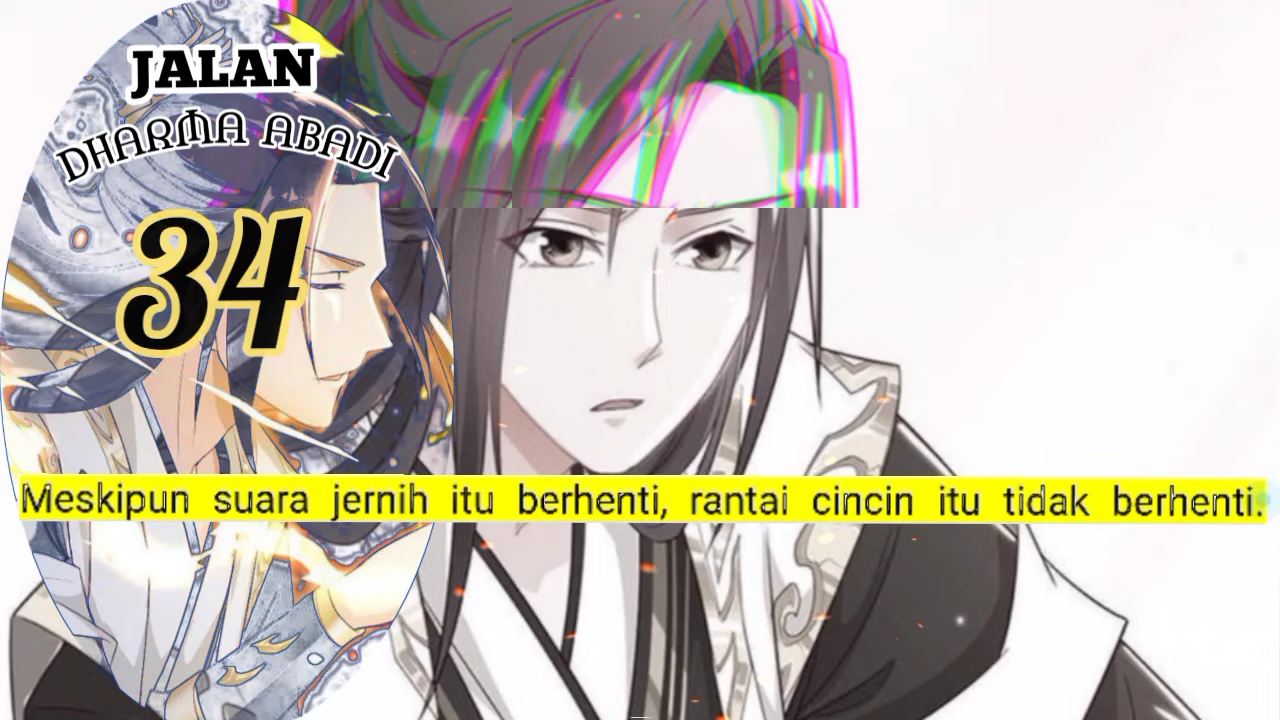 JALAN
DHARMA ABADI
34
Meskipun suara jernih itu berhenti, rantai cincin itu tidak berhenti.